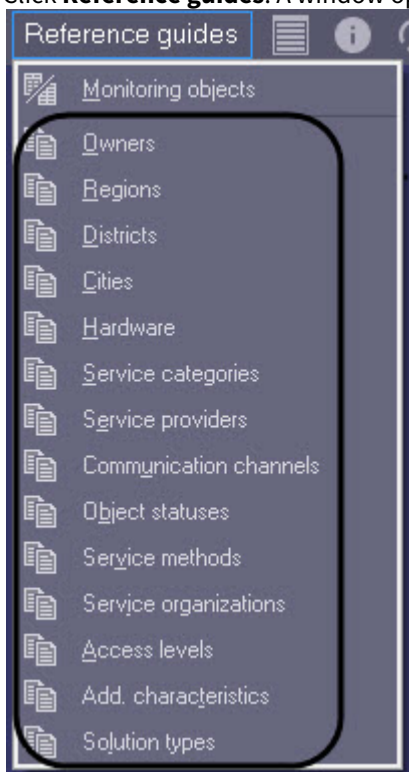 Click Reference guides. A window op
Reference guides
Monitoring objects
Owners
Regions
Districts
Cities
Hardware
Service categories
Service providers
Communication channels
Object statuses
Service methods
Service organizations
Access levels
Add. characteristics
Solution types